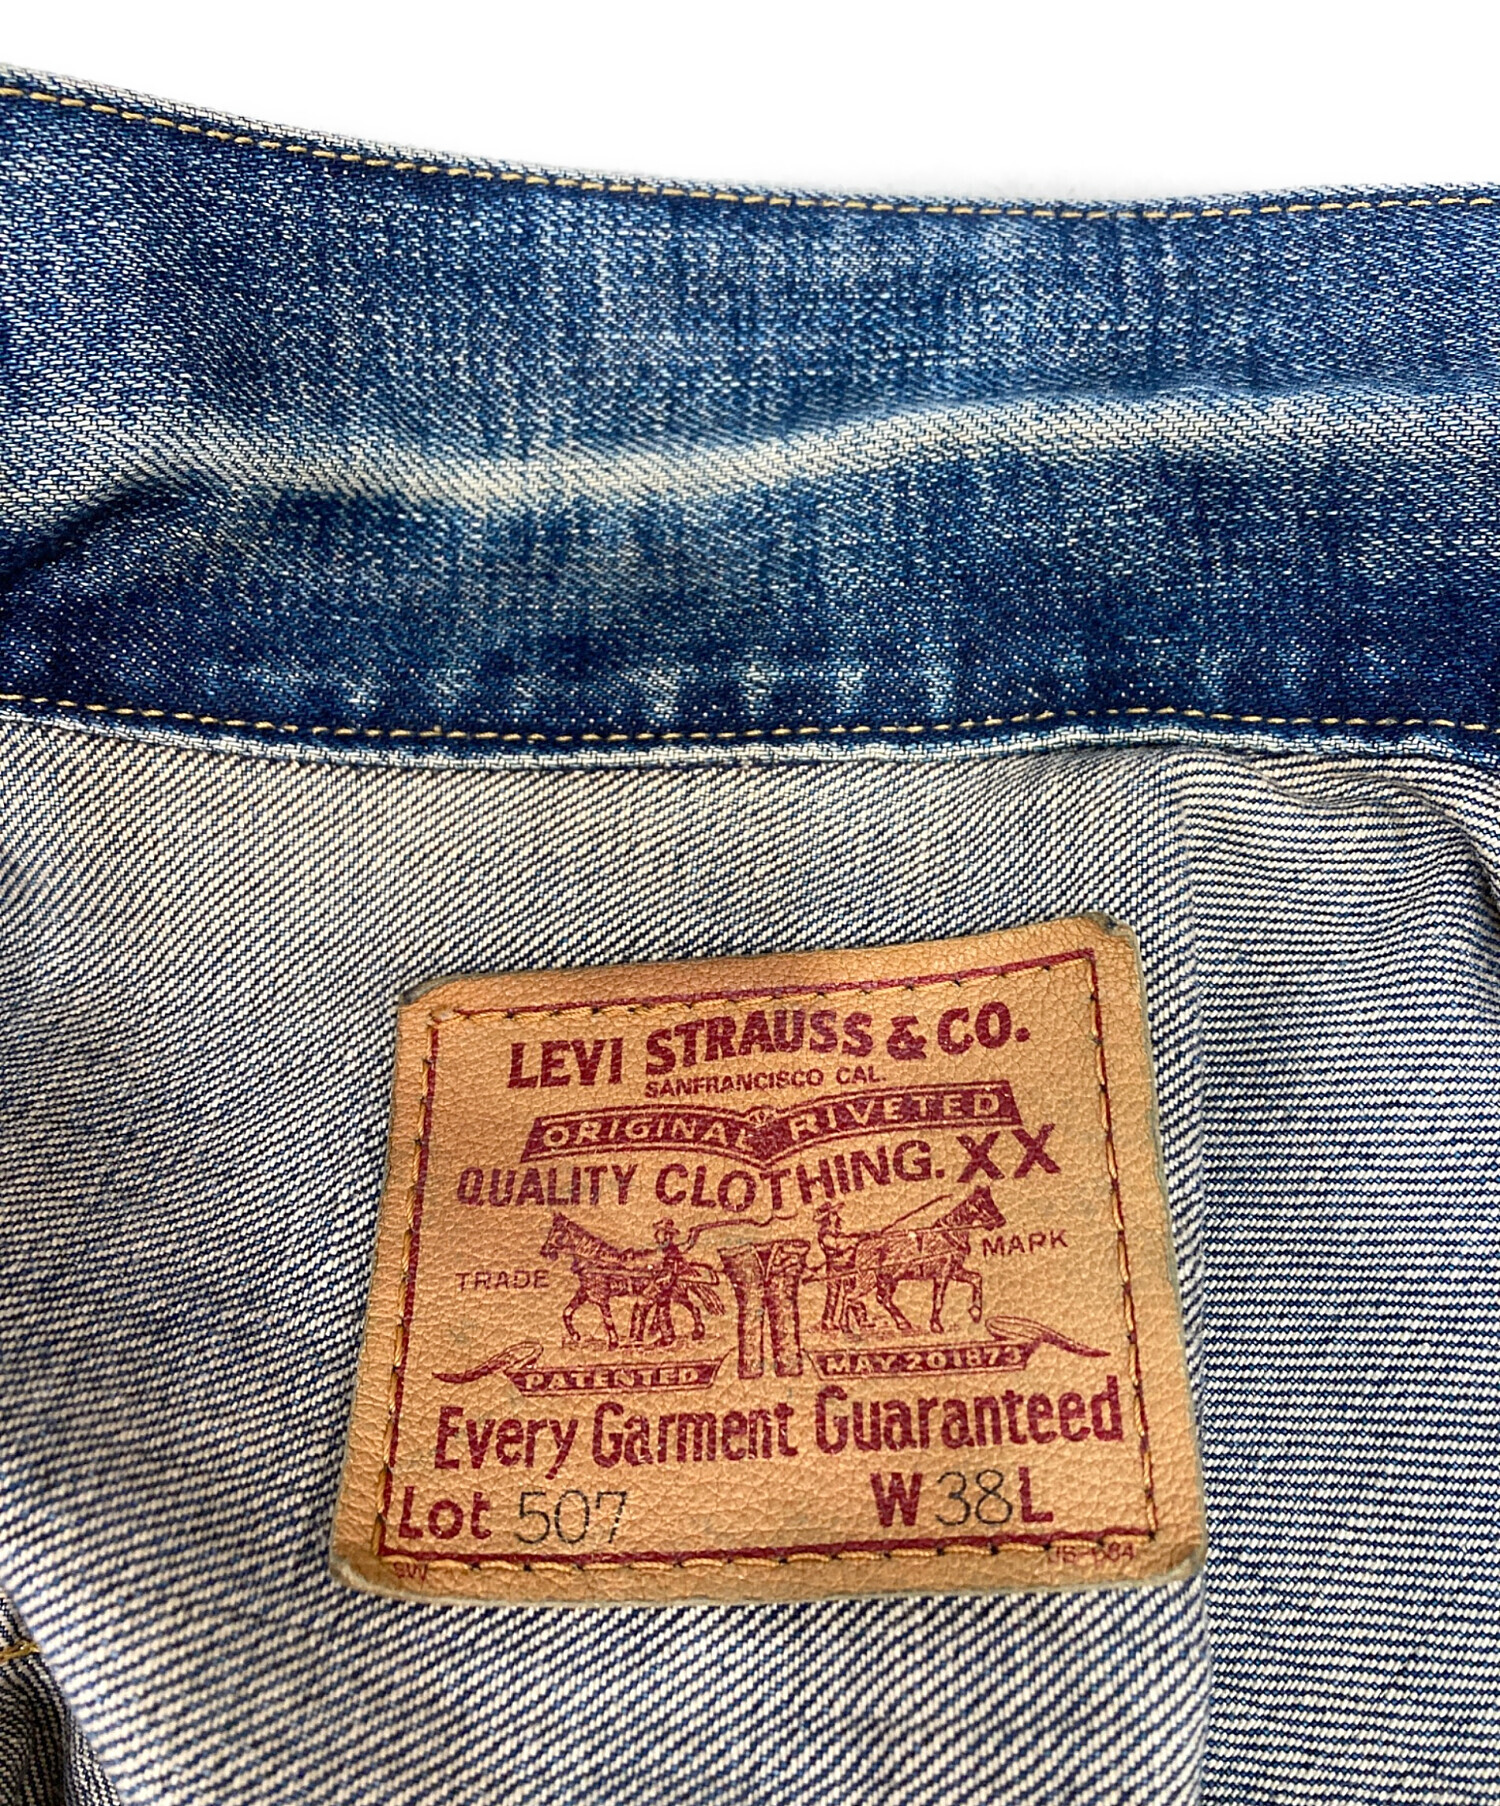 LEVI STRAUSS & CO.
SANFRANCISCO CAL.
ORIGINAL RIVETED
QUALITY CLOTHING. XX
TRADE MARK
PATENTED MAY 20 1873
Every Garment Guaranteed
Lot 507 W 38 L